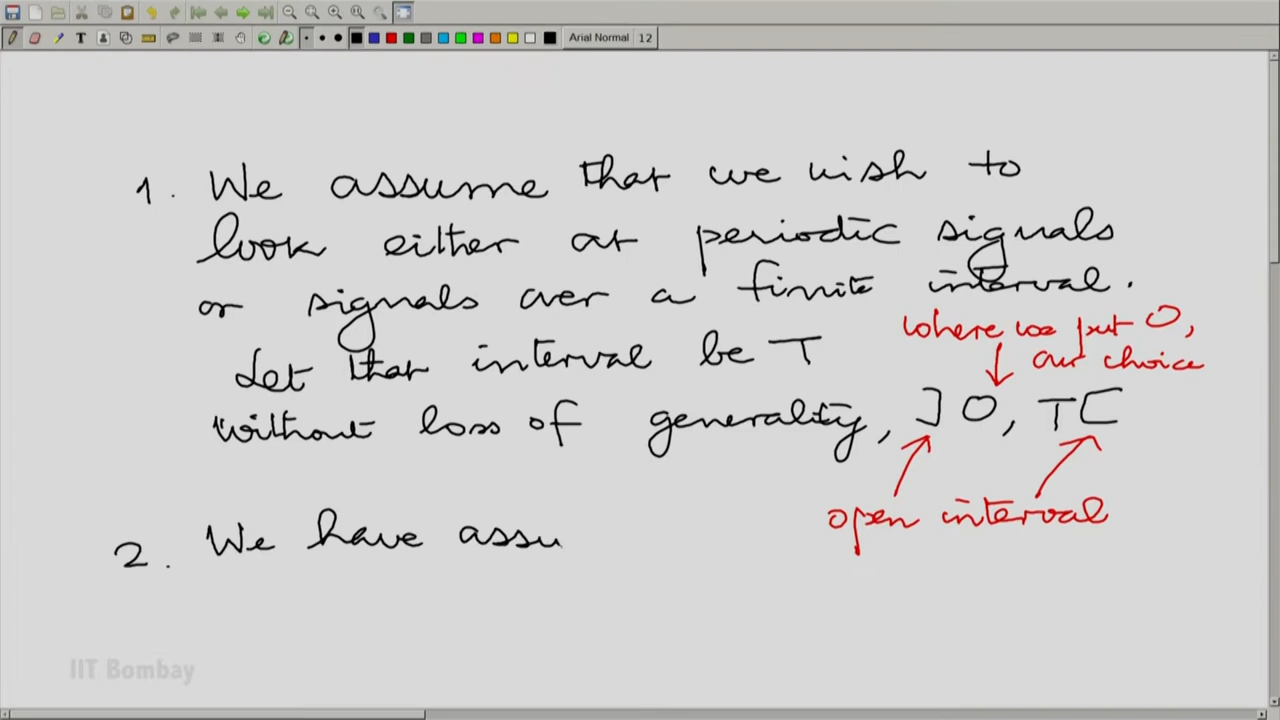 Arial Normal 12
1. We assume that we wish to
look either at periodic signals
or signals over a finite interval.
Let that interval be T
where we put 0,
our choice
without loss of generality, ]0, T[
open interval
2. We have assu
IIT Bombay